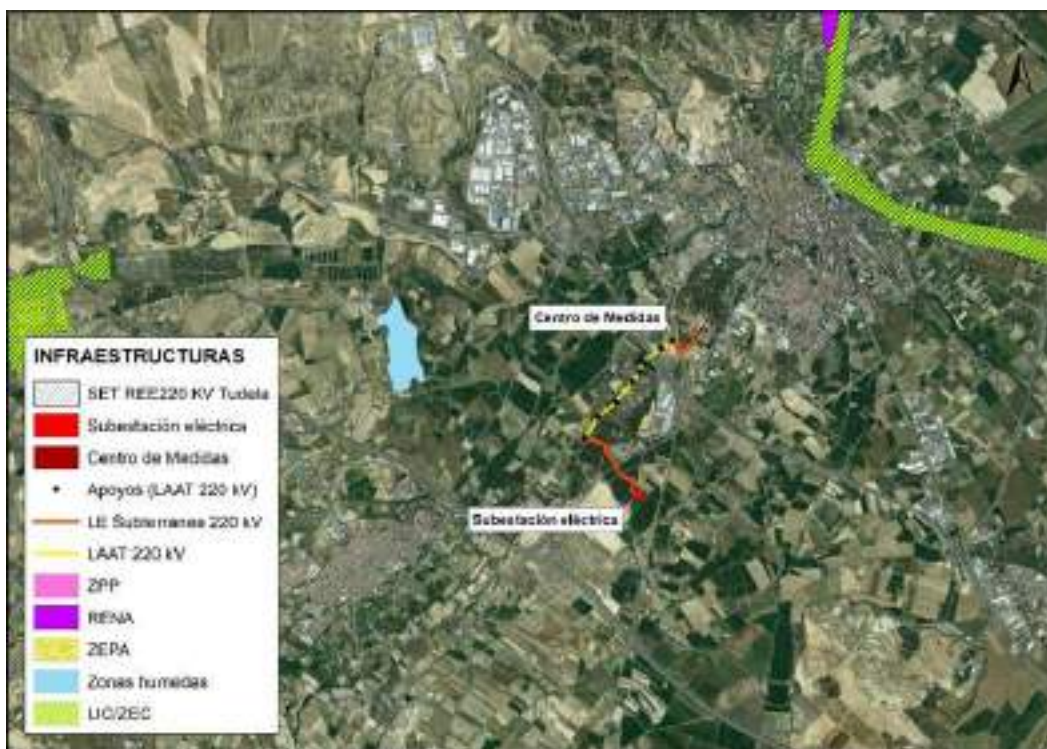 Centro de Medidas
Subestación eléctrica
INFRAESTRUCTURAS
SET REE220 KV Tudela
Subestación eléctrica
Centro de Medidas
Apoyos (LAAT 220 kV)
LE Subterranea 220 kV
LAAT 220 kV
ZPP
RENA
ZEPA
Zonas humedas
LIC/ZEC